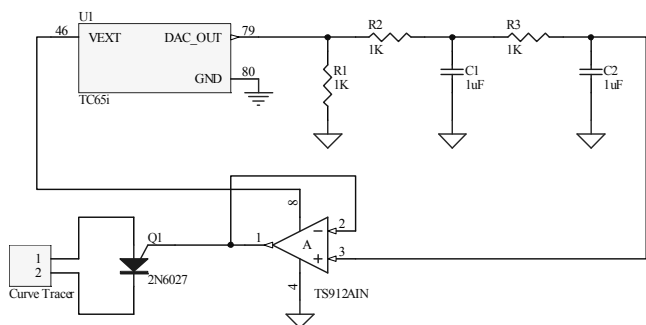 U1
46
VEXT
DAC_OUT
79
GND
80
TC65i
R1
1K
R2
1K
R3
1K
C1
1uF
C2
1uF
8
2
3
1
A
4
TS912AIN
Q1
2N6027
1
2
Curve Tracer